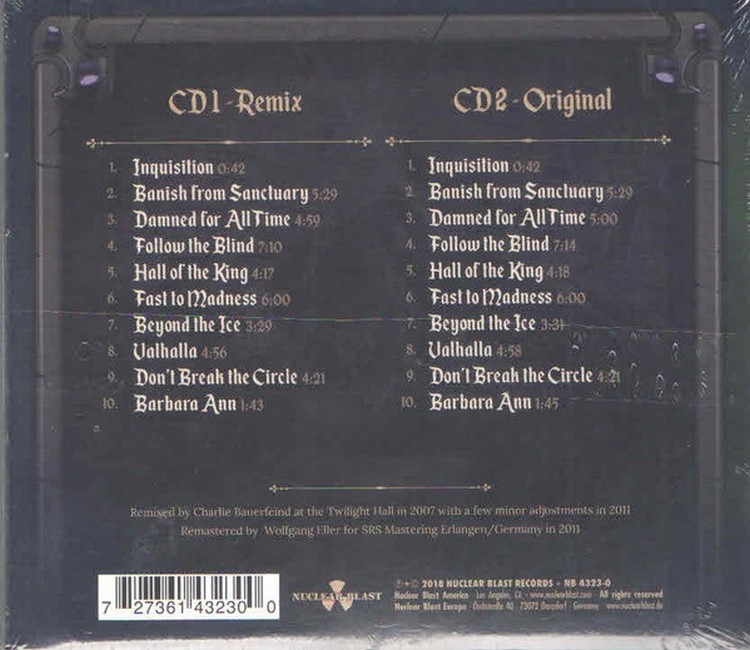 CD1 - Remix
1. Inquisition 0:42
2. Banish from Sanctuary 5:29
3. Damned for All Time 4:59
4. Follow the Blind 7:10
5. Hall of the King 4:17
6. Fast to Madness 6:00
7. Beyond the Ice 3:29
8. Valhalla 4:56
9. Don't Break the Circle 4:21
10. Barbara Ann 1:43
CD2 - Original
1. Inquisition 0:42
2. Banish from Sanctuary 5:29
3. Damned for All Time 5:00
4. Follow the Blind 7:14
5. Hall of the King 4:18
6. Fast to Madness 6:00
7. Beyond the Ice 3:31
8. Valhalla 4:58
9. Don't Break the Circle 4:21
10. Barbara Ann 1:45
Remixed by Charlie Bauerfeind at the Twilight Hall in 2007 with a few minor adjustments in 2011
Remastered by Wolfgang Eller for SRS Mastering Erlangen/Germany in 2011
7 27361 43230 0
NUCLEAR BLAST
℗+© 2018 NUCLEAR BLAST RECORDS • NB 4323-0
Nuclear Blast America · Los Angeles, CA · www.nuclearblast.com · All rights reserved
Nuclear Blast Europe · 40 · 73072 Donzdorf · Germany · www.nuclearblast.de